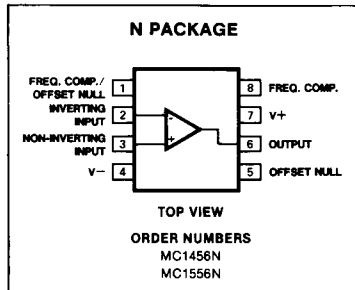 N PACKAGE
FREQ. COMP./
OFFSET NULL
1
INVERTING
INPUT
2
-
NON-INVERTING
INPUT
3
+
V−
4
8
FREQ. COMP.
7
V+
6
OUTPUT
5
OFFSET NULL
TOP VIEW
ORDER NUMBERS
MC1456N
MC1556N